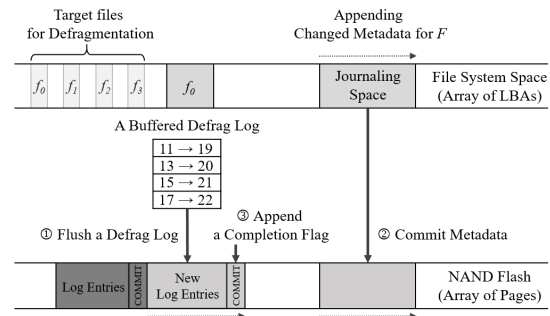 Target files
for Defragmentation
Appending
Changed Metadata for F
f0
f1
f2
f3
f0
Journaling
Space
File System Space
(Array of LBAs)
A Buffered Defrag Log
11 → 19
13 → 20
15 → 21
17 → 22
① Flush a Defrag Log
③ Append
a Completion Flag
② Commit Metadata
Log Entries
COMMIT
New
Log Entries
COMMIT
NAND Flash
(Array of Pages)